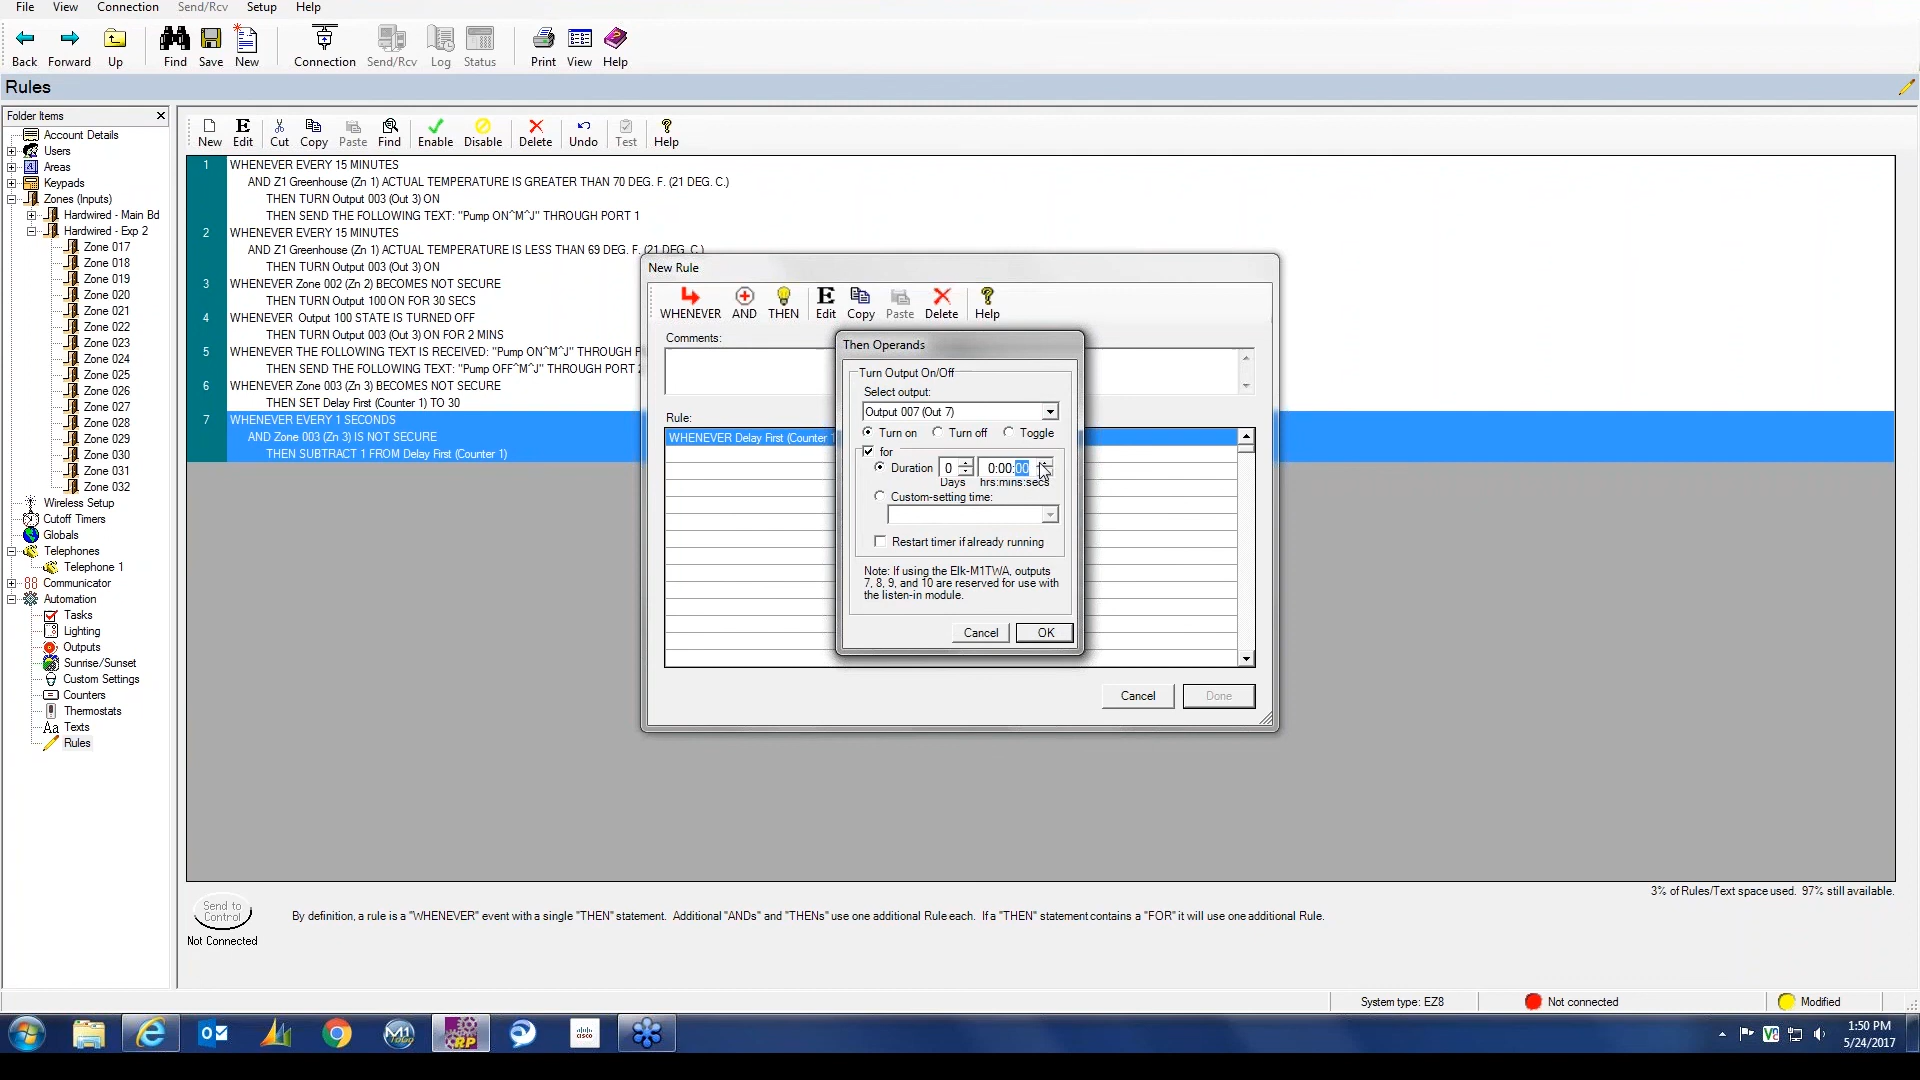 File View Connection Send/Rcv Setup Help
Back Forward Up Find Save New Connection Send/Rcv Log Status Print View Help
Rules
Folder Items
Account Details
Users
Areas
Keypads
Zones (Inputs)
Hardwired - Main Bd
Hardwired - Exp 2
Zone 017
Zone 018
Zone 019
Zone 020
Zone 021
Zone 022
Zone 023
Zone 024
Zone 025
Zone 026
Zone 027
Zone 028
Zone 029
Zone 030
Zone 031
Zone 032
Wireless Setup
Cutoff Timers
Globals
Telephones
Telephone 1
Communicator
Automation
Tasks
Lighting
Outputs
Sunrise/Sunset
Custom Settings
Counters
Thermostats
Texts
Rules
New Edit Cut Copy Paste Find Enable Disable Delete Undo Test Help
1 WHENEVER EVERY 15 MINUTES
AND Z1 Greenhouse (Zn 1) ACTUAL TEMPERATURE IS GREATER THAN 70 DEG. F. (21 DEG. C.)
THEN TURN Output 003 (Out 3) ON
THEN SEND THE FOLLOWING TEXT: "Pump ON^M^J" THROUGH PORT 1
2 WHENEVER EVERY 15 MINUTES
AND Z1 Greenhouse (Zn 1) ACTUAL TEMPERATURE IS LESS THAN 69 DEG. F. (21 DEG. C.)
THEN TURN Output 003 (Out 3) ON
3 WHENEVER Zone 002 (Zn 2) BECOMES NOT SECURE
THEN TURN Output 100 ON FOR 30 SECS
4 WHENEVER Output 100 STATE IS TURNED OFF
THEN TURN Output 003 (Out 3) ON FOR 2 MINS
5 WHENEVER THE FOLLOWING TEXT IS RECEIVED: "Pump ON^M^J" THROUGH
THEN SEND THE FOLLOWING TEXT: "Pump OFF^M^J" THROUGH PORT
6 WHENEVER Zone 003 (Zn 3) BECOMES NOT SECURE
THEN SET Delay First (Counter 1) TO 30
7 WHENEVER EVERY 1 SECONDS
AND Zone 003 (Zn 3) IS NOT SECURE
THEN SUBTRACT 1 FROM Delay First (Counter 1)
New Rule
WHENEVER AND THEN Edit Copy Paste Delete Help
Comments:
Rule:
WHENEVER Delay First (Counter
Then Operands
Turn Output On/Off
Select output:
Output 007 (Out 7)
Turn on Turn off Toggle
for
Duration 0 0:00:00
Days hrs:mins:secs
Custom-setting time:
Restart timer if already running
Note: If using the Elk-M1TWA, outputs
7, 8, 9, and 10 are reserved for use with
the listen-in module.
Cancel OK
Cancel Done
3% of Rules/Text space used. 97% still available.
Send to
Control
Not Connected
By definition, a rule is a "WHENEVER" event with a single "THEN" statement. Additional "ANDs" and "THENs" use one additional Rule each. If a "THEN" statement contains a "FOR" it will use one additional Rule.
System type: EZ8 Not connected Modified
1:50 PM
5/24/2017